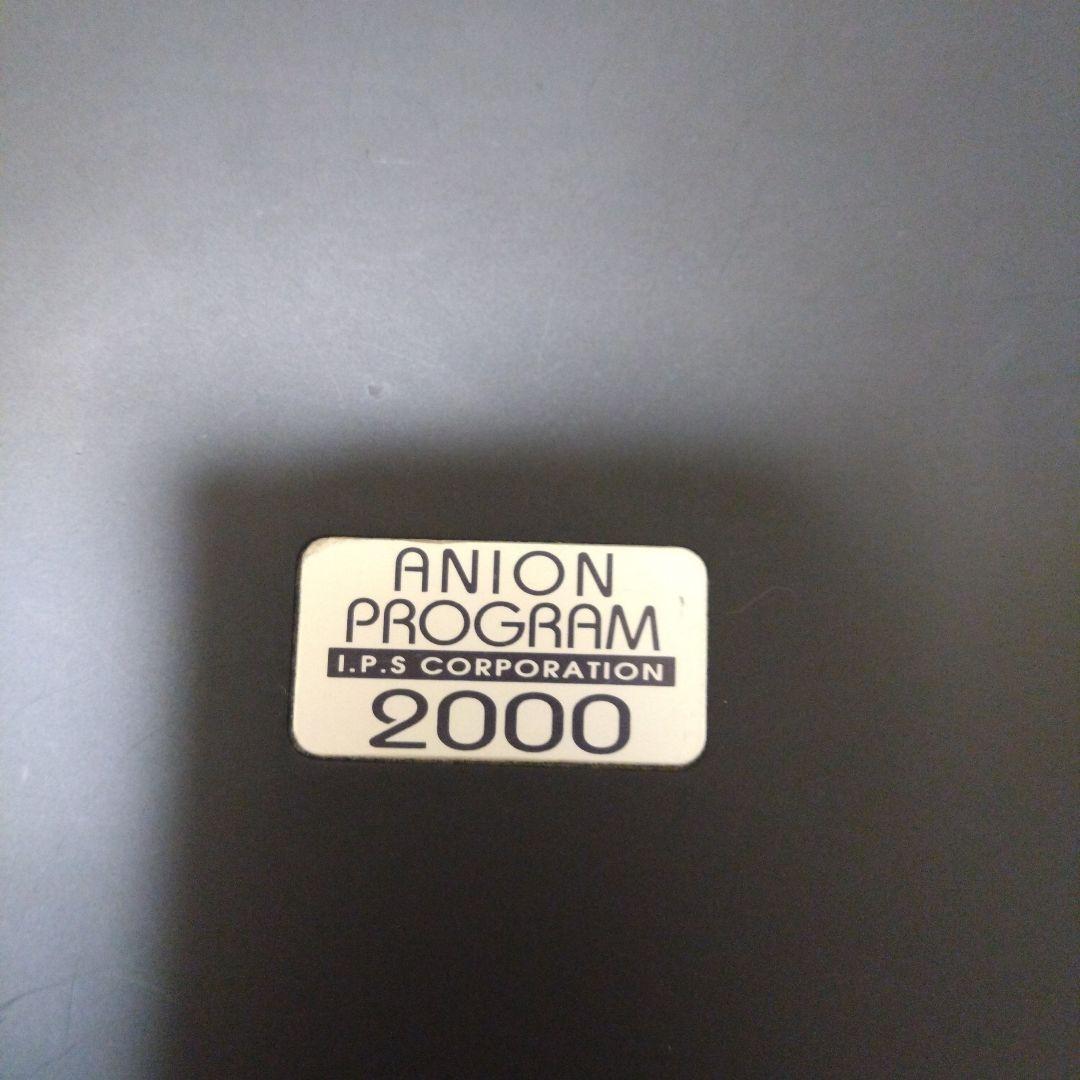 ANION
PROGRAM
I.P.S CORPORATION
2000